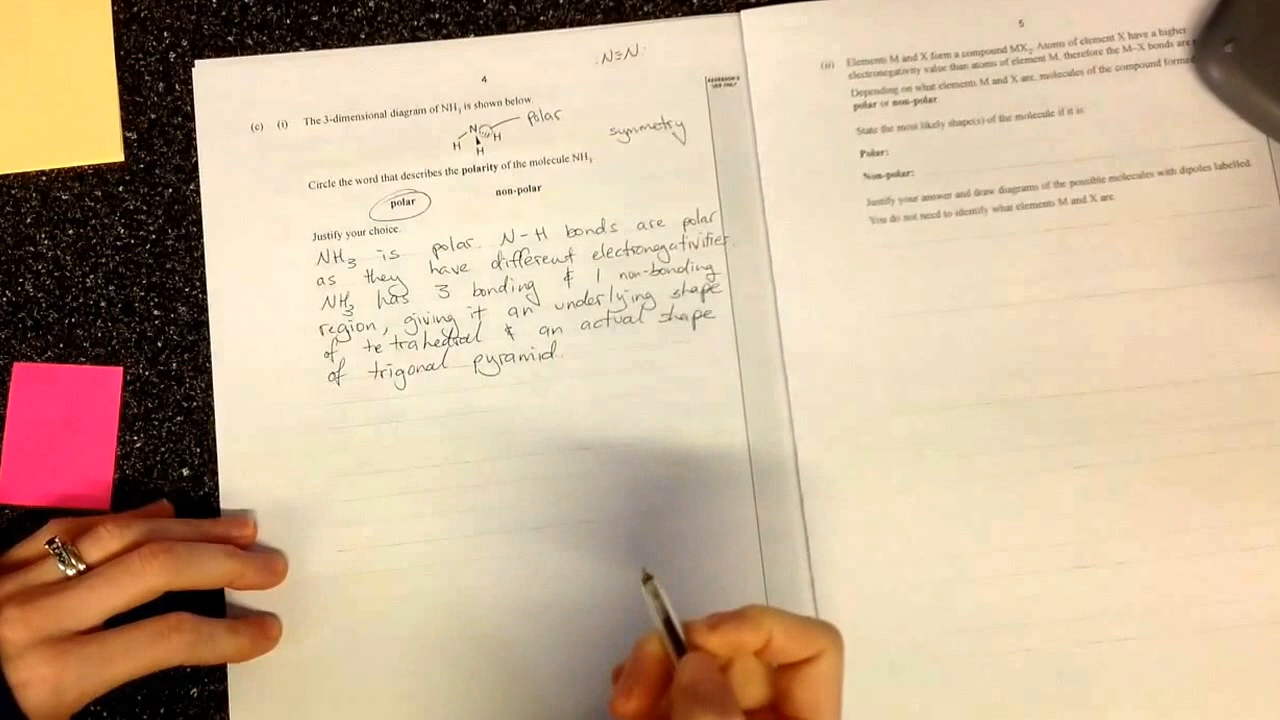 N≡N
4
ASSESSOR'S
USE ONLY
(c) (i) The 3-dimensional diagram of NH3 is shown below.
Polar
symmetry
N
H H
H
Circle the word that describes the polarity of the molecule NH3.
polar non-polar
Justify your choice.
NH3 is polar. N-H bonds are polar
as they have different electronegativities.
NH3 has 3 bonding & 1 non-bonding
region, giving it an underlying shape
of tetrahedral & an actual shape
of trigonal pyramid.
5
(ii) Elements M and X form a compound MX2. Atoms of element X have a higher
electronegativity value than atoms of element M, therefore the M–X bonds are
Depending on what elements M and X are, molecules of the compound formed
polar or non-polar.
State the most likely shape(s) of the molecule if it is:
Polar:
Non-polar:
Justify your answer and draw diagrams of the possible molecules with dipoles labelled.
You do not need to identify what elements M and X are.